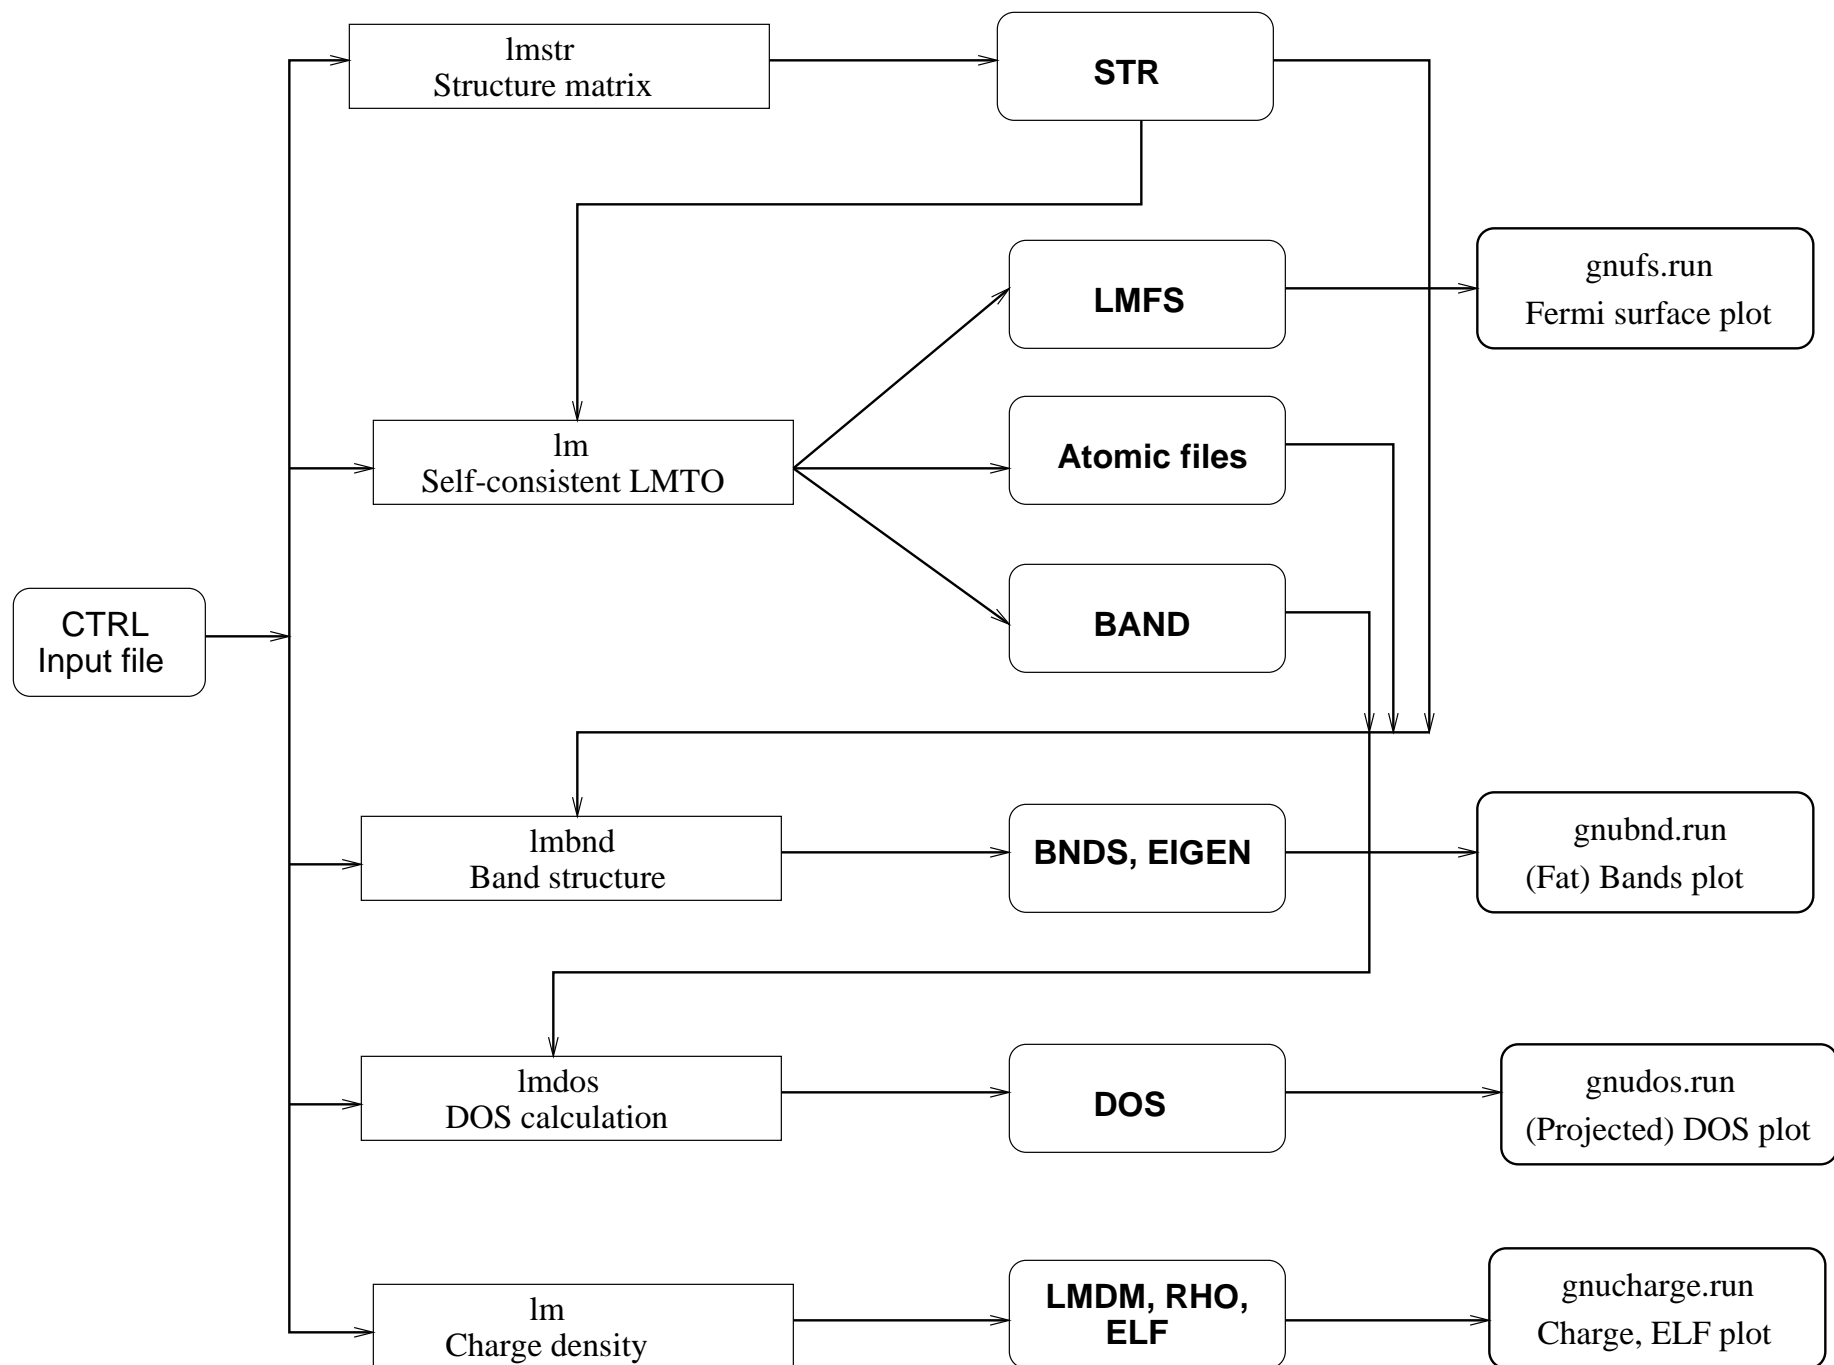 lmstr
Structure matrix
STR
gnufs.run
Fermi surface plot
LMFS
lm
Self-consistent LMTO
Atomic files
CTRL
Input file
BAND
lmbnd
Band structure
BNDS, EIGEN
gnubnd.run
(Fat) Bands plot
lmdos
DOS calculation
DOS
gnudos.run
(Projected) DOS plot
lm
Charge density
LMDM, RHO,
ELF
gnucharge.run
Charge, ELF plot